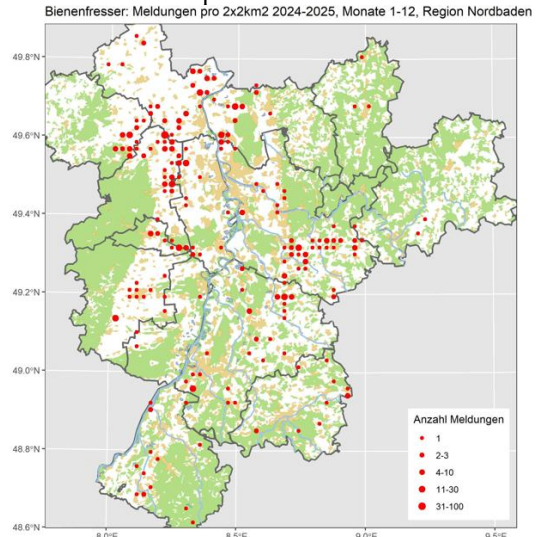 Bienenfresser: Meldungen pro 2x2km2 2024-2025, Monate 1-12, Region Nordbaden
49.8°N
49.6°N
49.4°N
49.2°N
49.0°N
48.8°N
48.6°N
Anzahl Meldungen
1
2-3
4-10
11-30
31-100
8.0°E 8.5°E 9.0°E 9.5°E